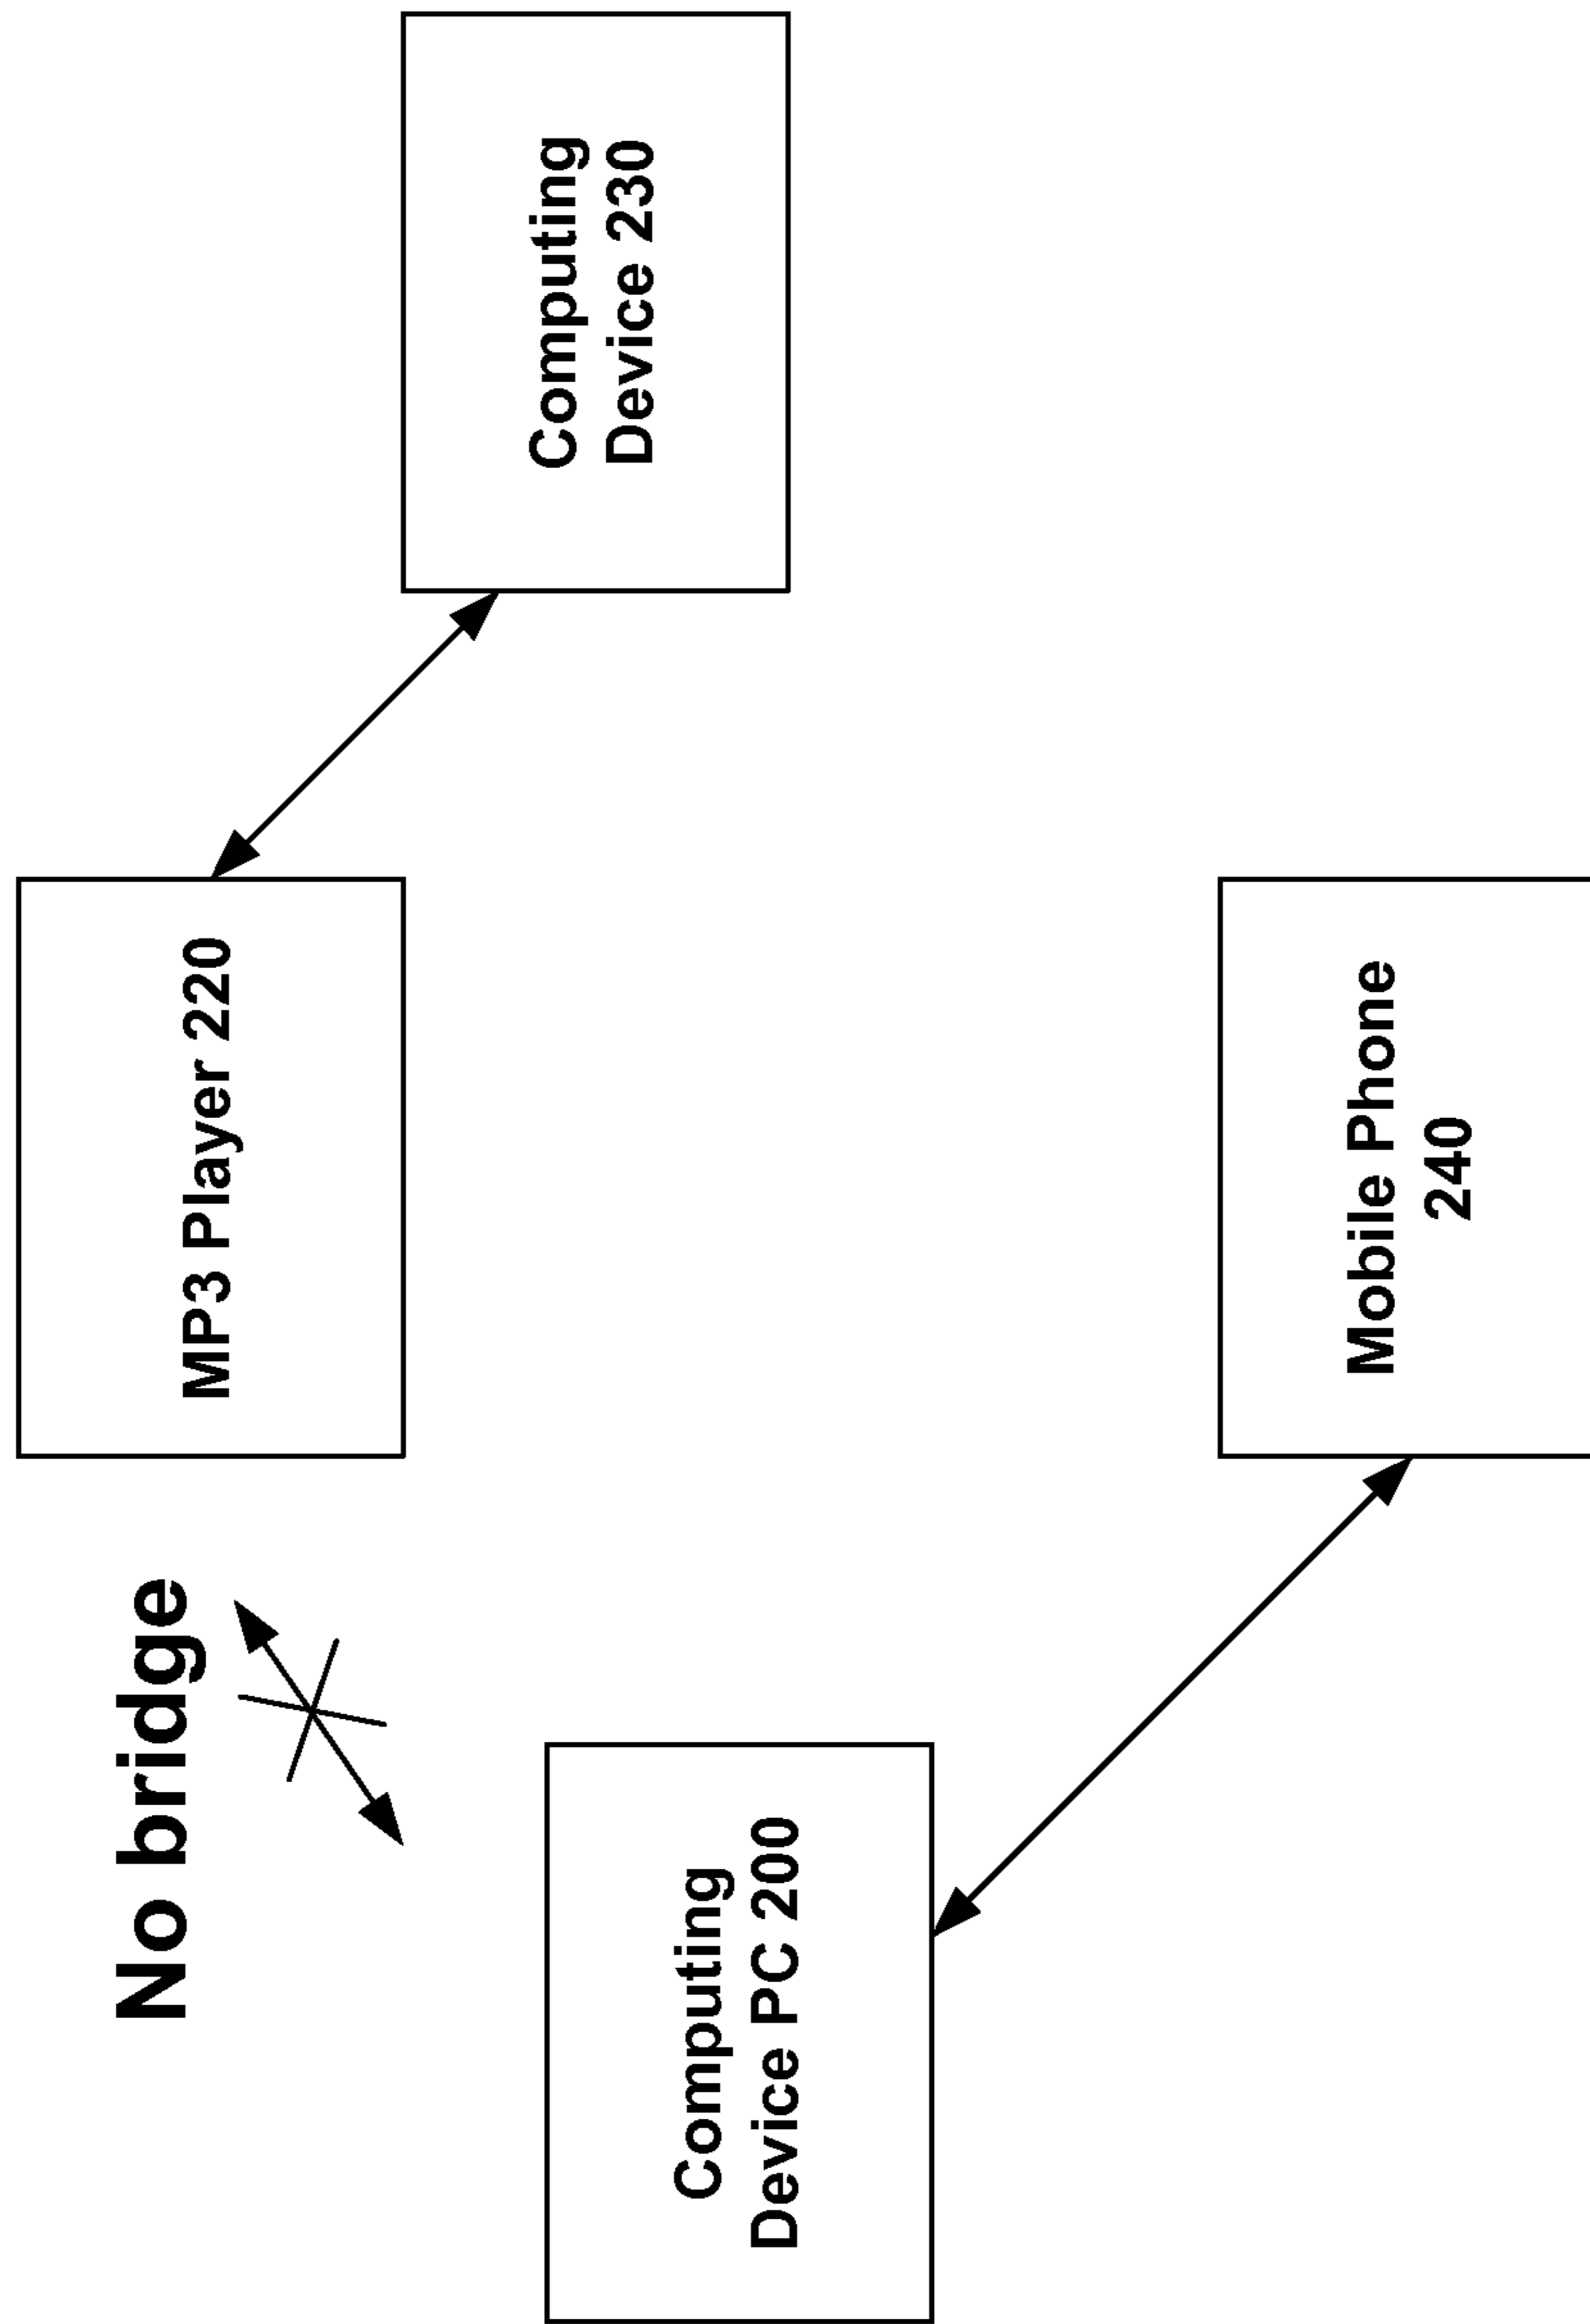 No bridge
MP3 Player 220
Computing
Device 230
Computing
Device PC 200
Mobile Phone
240